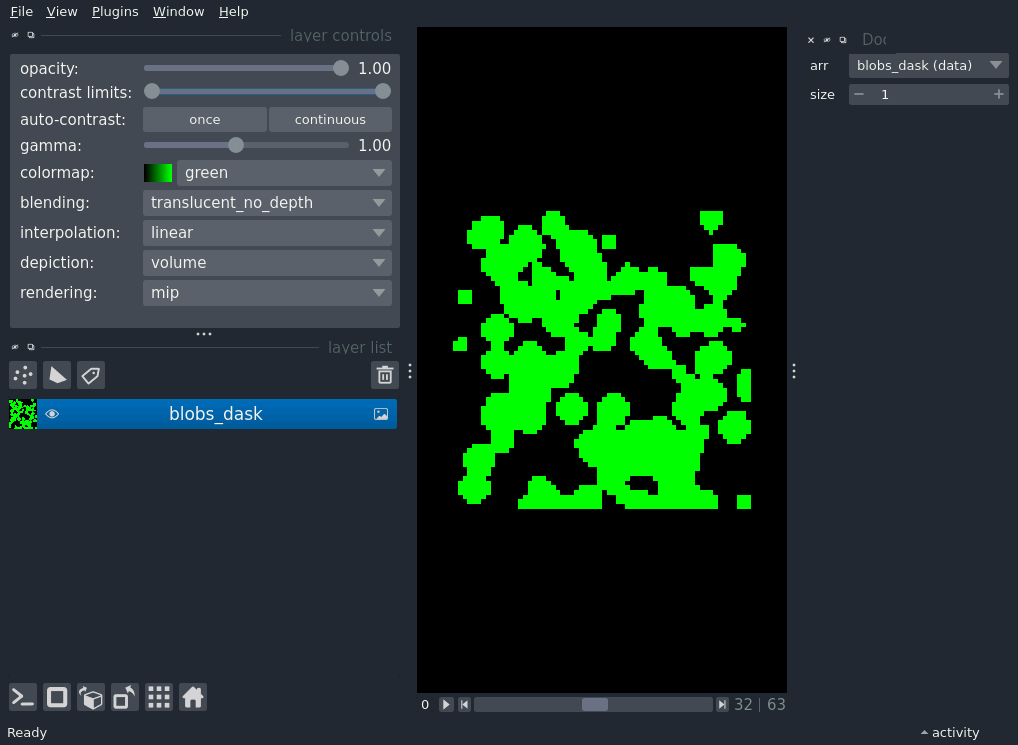 File View Plugins Window Help
layer controls
opacity: 1.00
contrast limits:
auto-contrast: once continuous
gamma: 1.00
colormap: green
blending: translucent_no_depth
interpolation: linear
depiction: volume
rendering: mip
layer list
blobs_dask
0 32 | 63
Ready
activity
arr blobs_dask (data)
size 1